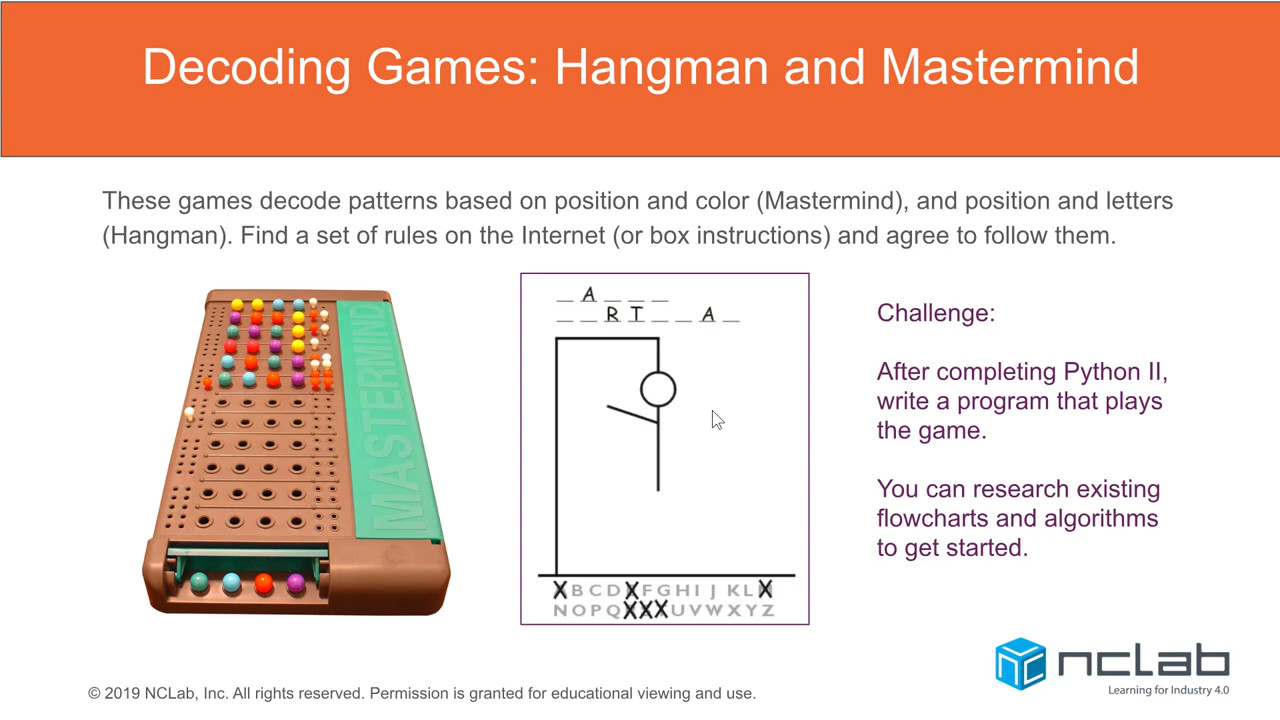 Decoding Games: Hangman and Mastermind
These games decode patterns based on position and color (Mastermind), and position and letters
(Hangman). Find a set of rules on the Internet (or box instructions) and agree to follow them.
MASTERMIND
_ A _ _ _
_ _ R T _ _ A _
B C D F G H I J K L
N O P Q U V W X Y Z
Challenge:
After completing Python II,
write a program that plays
the game.
You can research existing
flowcharts and algorithms
to get started.
nclab
Learning for Industry 4.0
© 2019 NCLab, Inc. All rights reserved. Permission is granted for educational viewing and use.